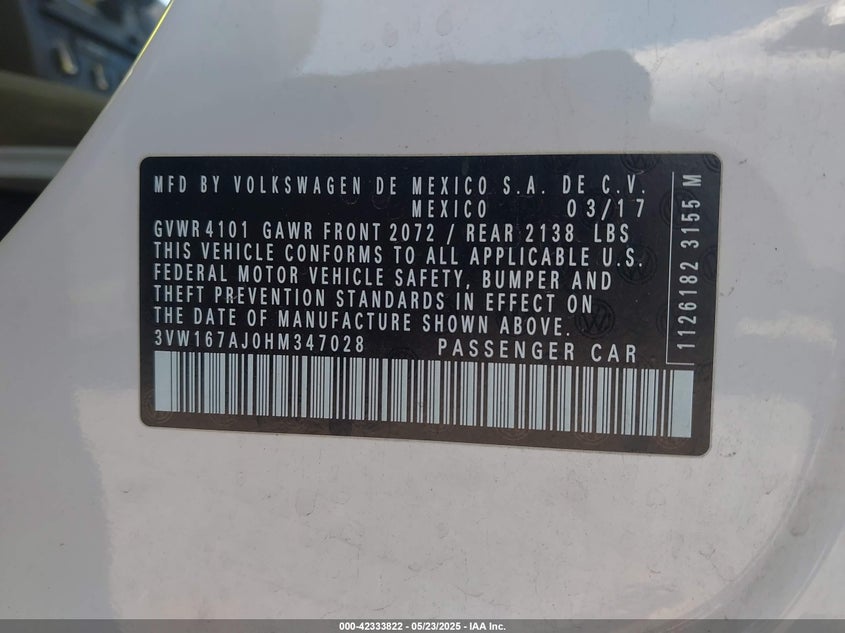 MFD BY VOLKSWAGEN DE MEXICO S.A. DE C.V.
MEXICO 03/17
GVWR 4101 GAWR FRONT 2072 / REAR 2138 LBS
THIS VEHICLE CONFORMS TO ALL APPLICABLE U.S.
FEDERAL MOTOR VEHICLE SAFETY, BUMPER AND
THEFT PREVENTION STANDARDS IN EFFECT ON
THE DATE OF MANUFACTURE SHOWN ABOVE.
3VW167AJ0HM347028 PASSENGER CAR
1126182 3155 M
000-42333822 - 05/23/2025 - IAA Inc.